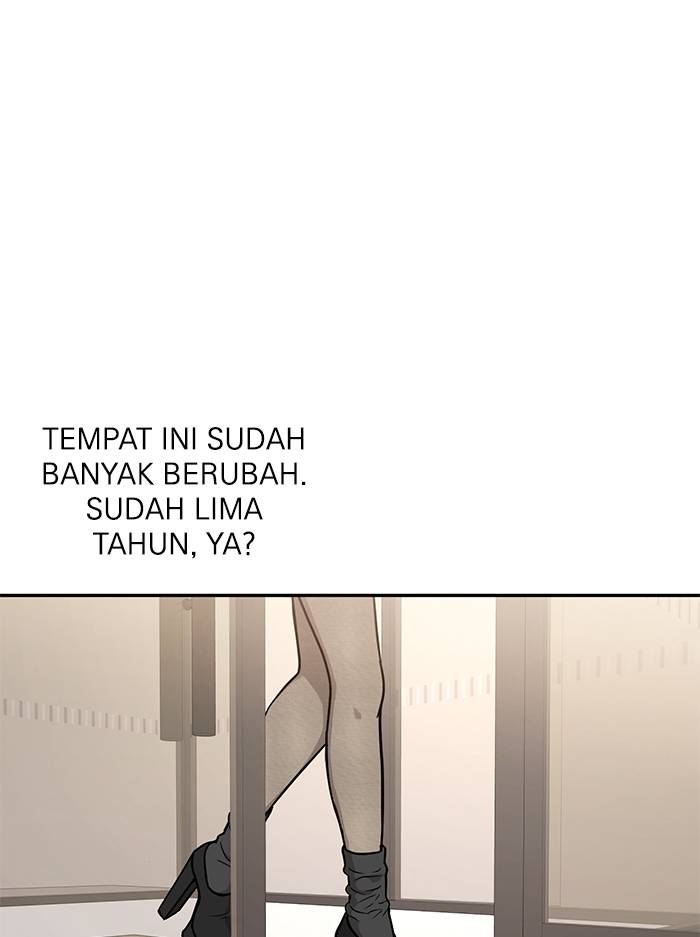 TEMPAT INI SUDAH
BANYAK BERUBAH.
SUDAH LIMA
TAHUN, YA?